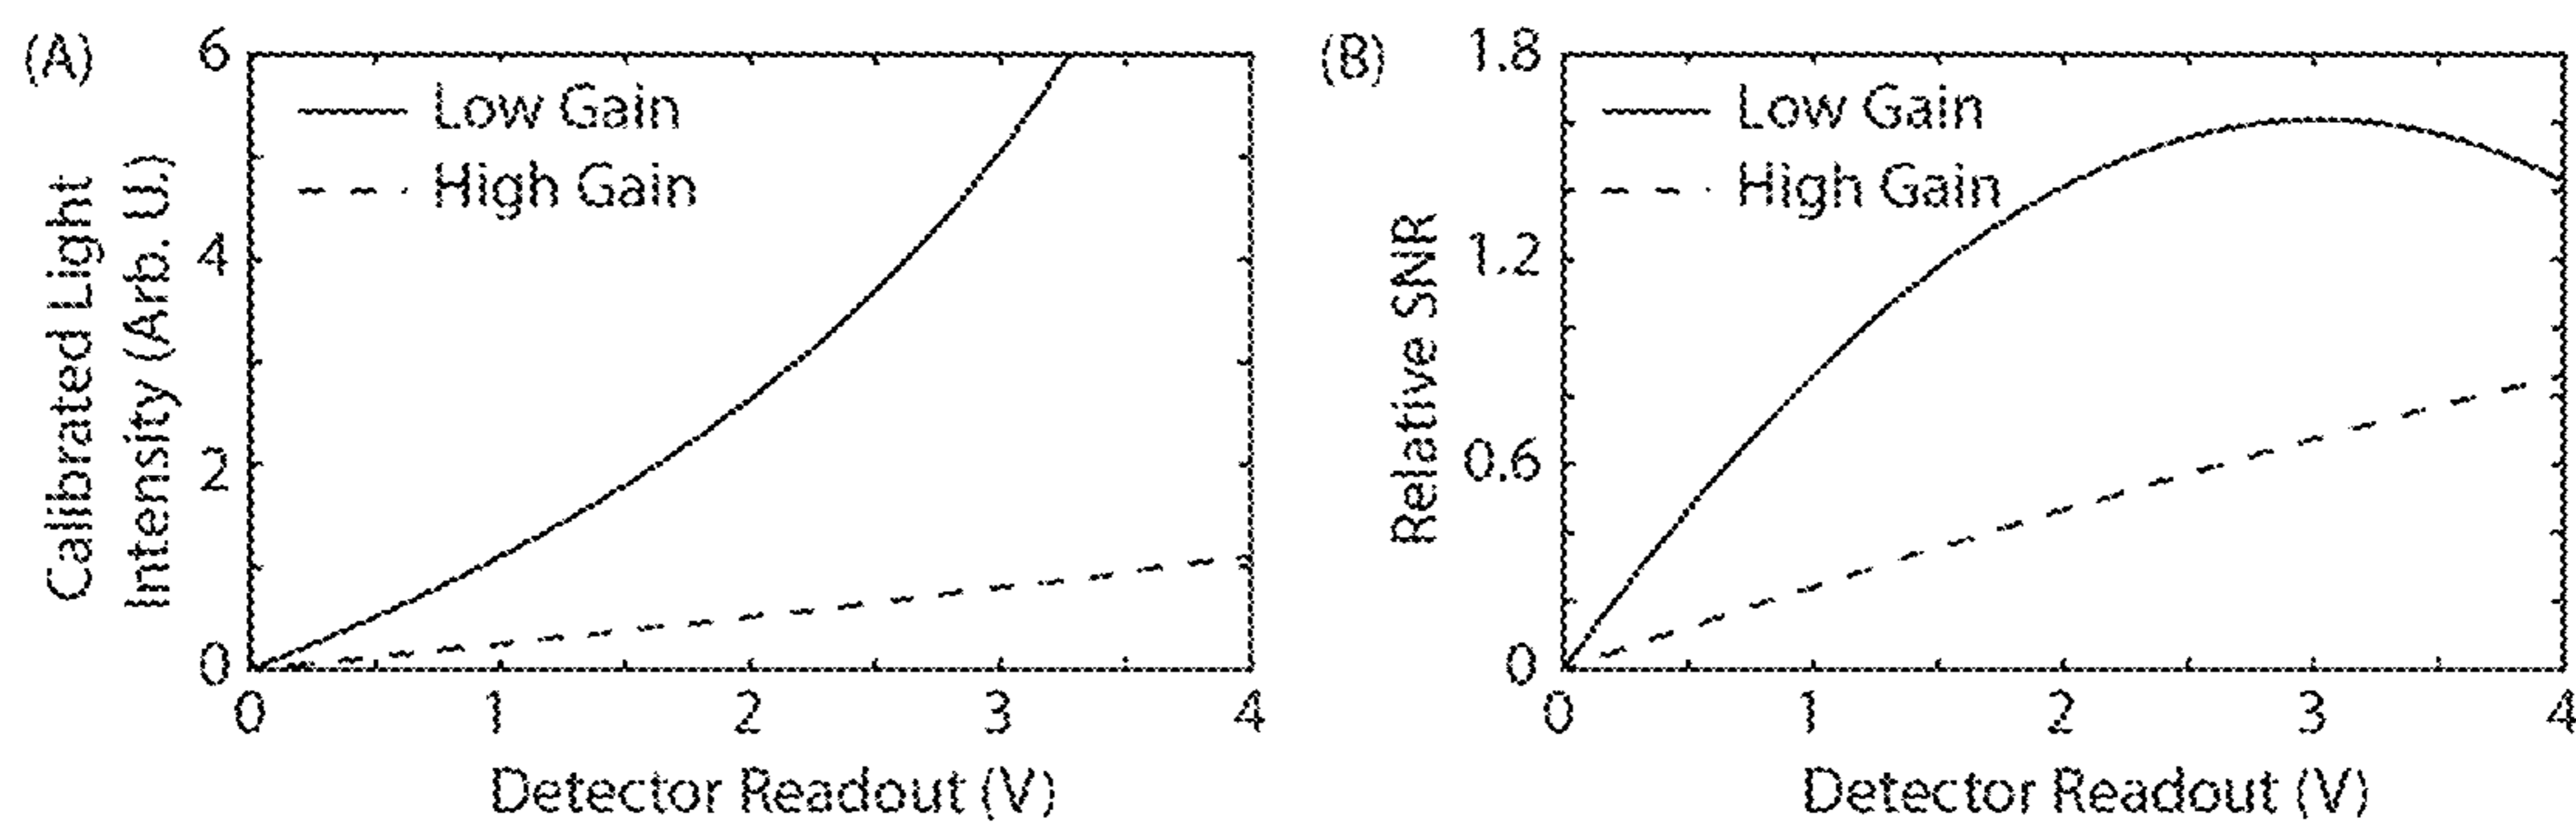 (A)
6
4
2
0
Calibrated Light
Intensity (Arb. U.)
Low Gain
High Gain
0 1 2 3 4
Detector Readout (V)
(B)
1.8
1.2
0.6
0
Relative SNR
Low Gain
High Gain
0 1 2 3 4
Detector Readout (V)